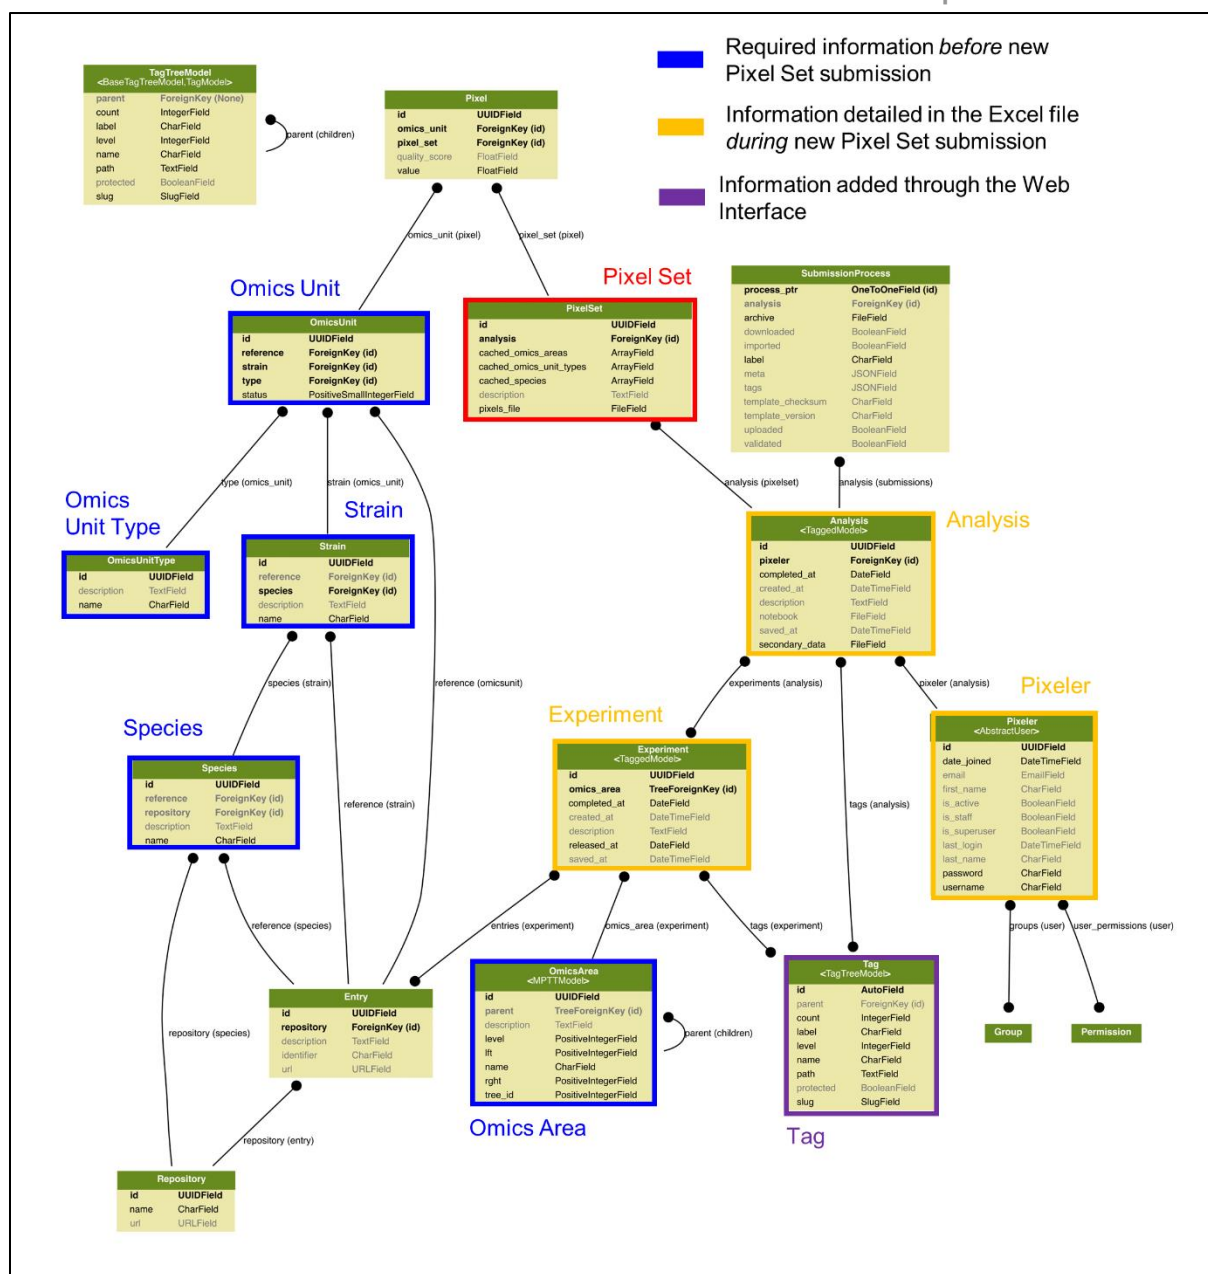 Required information before new
Pixel Set submission
Information detailed in the Excel file
during new Pixel Set submission
Information added through the Web
Interface
TagTreeModel
<BaseTagTreeModel,TagModel>
parent ForeignKey (None)
count IntegerField
label CharField
level IntegerField
name CharField
path TextField
protected BooleanField
slug SlugField
parent (children)
Pixel
id UUIDField
omics_unit ForeignKey (id)
pixel_set ForeignKey (id)
quality_score FloatField
value FloatField
omics_unit (pixel)
pixel_set (pixel)
Omics Unit
OmicsUnit
id UUIDField
reference ForeignKey (id)
strain ForeignKey (id)
type ForeignKey (id)
status PositiveSmallIntegerField
Pixel Set
PixelSet
id UUIDField
analysis ForeignKey (id)
cached_omics_areas ArrayField
cached_omics_unit_types ArrayField
cached_species ArrayField
description TextField
pixels_file FileField
SubmissionProcess
process_ptr OneToOneField (id)
analysis ForeignKey (id)
archive FileField
downloaded BooleanField
imported BooleanField
label CharField
meta JSONField
tags JSONField
template_checksum CharField
template_version CharField
uploaded BooleanField
validated BooleanField
type (omics_unit)
strain (omics_unit)
analysis (pixelset)
analysis (submissions)
Omics
Unit Type
OmicsUnitType
id UUIDField
description TextField
name CharField
Strain
Strain
id UUIDField
reference ForeignKey (id)
species ForeignKey (id)
description TextField
name CharField
Analysis
Analysis
<TaggedModel>
id UUIDField
pixeler ForeignKey (id)
completed_at DateField
created_at DateTimeField
description TextField
notebook FileField
saved_at DateTimeField
secondary_data FileField
species (strain)
reference (omicsunit)
experiments (analysis)
pixeler (analysis)
Species
Species
id UUIDField
reference ForeignKey (id)
repository ForeignKey (id)
description TextField
name CharField
reference (strain)
Experiment
Experiment
<TaggedModel>
id UUIDField
omics_area TreeForeignKey (id)
completed_at DateField
created_at DateTimeField
description TextField
released_at DateField
saved_at DateTimeField
tags (analysis)
Pixeler
Pixeler
<AbstractUser>
id UUIDField
date_joined DateTimeField
email EmailField
first_name CharField
is_active BooleanField
is_staff BooleanField
is_superuser BooleanField
last_login DateTimeField
last_name CharField
password CharField
username CharField
reference (species)
entries (experiment)
omics_area (experiment)
tags (experiment)
groups (user)
user_permissions (user)
repository (species)
Entry
id UUIDField
repository ForeignKey (id)
description TextField
identifier CharField
url URLField
OmicsArea
<MPTTModel>
id UUIDField
parent TreeForeignKey (id)
description TextField
level PositiveIntegerField
lft PositiveIntegerField
name CharField
rght PositiveIntegerField
tree_id PositiveIntegerField
parent (children)
Omics Area
Tag
<TagTreeModel>
id AutoField
parent ForeignKey (id)
count IntegerField
label CharField
level IntegerField
name CharField
path TextField
protected BooleanField
slug SlugField
Tag
Group
Permission
repository (entry)
Repository
id UUIDField
name CharField
url URLField